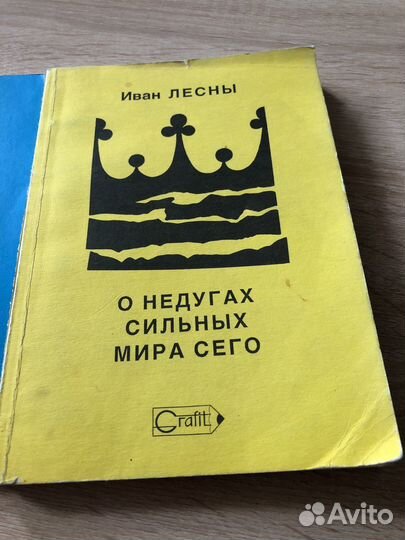 Иван ЛЕСНЫ
О НЕДУГАХ
СИЛЬНЫХ
МИРА СЕГО
Grafit
Avito